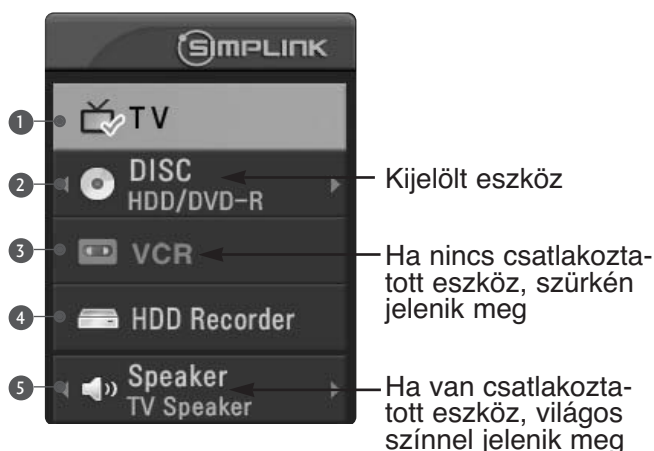 SIMPLINK
1 TV
2 DISC
HDD/DVD-R
Kijelölt eszköz
3 VCR
Ha nincs csatlakozta-
tott eszköz, szürkén
jelenik meg
4 HDD Recorder
5 Speaker
TV Speaker
Ha van csatlakozta-
tott eszköz, világos
színnel jelenik meg